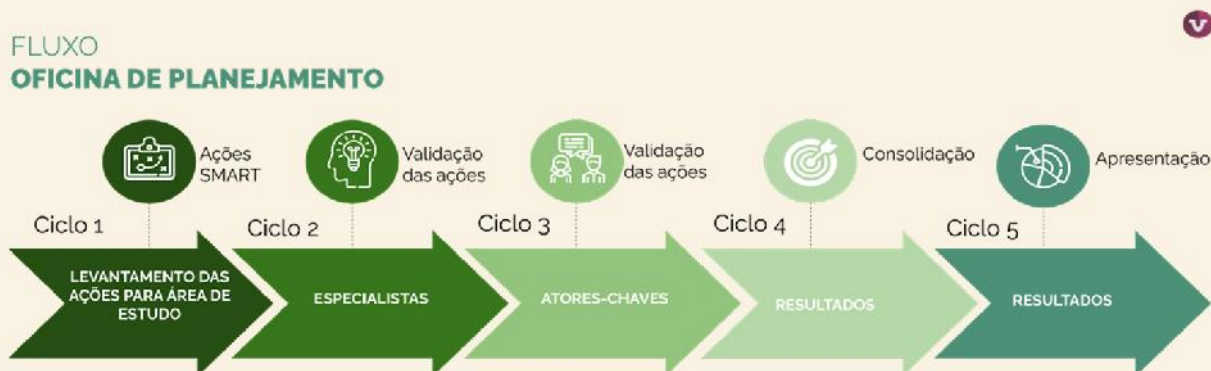 FLUXO
OFICINA DE PLANEJAMENTO
Ciclo 1
Ações
SMART
LEVANTAMENTO DAS
AÇÕES PARA ÁREA DE
ESTUDO
Ciclo 2
Validação
das ações
ESPECIALISTAS
Ciclo 3
Validação
das ações
ATORES-CHAVES
Ciclo 4
Consolidação
RESULTADOS
Ciclo 5
Apresentação
RESULTADOS